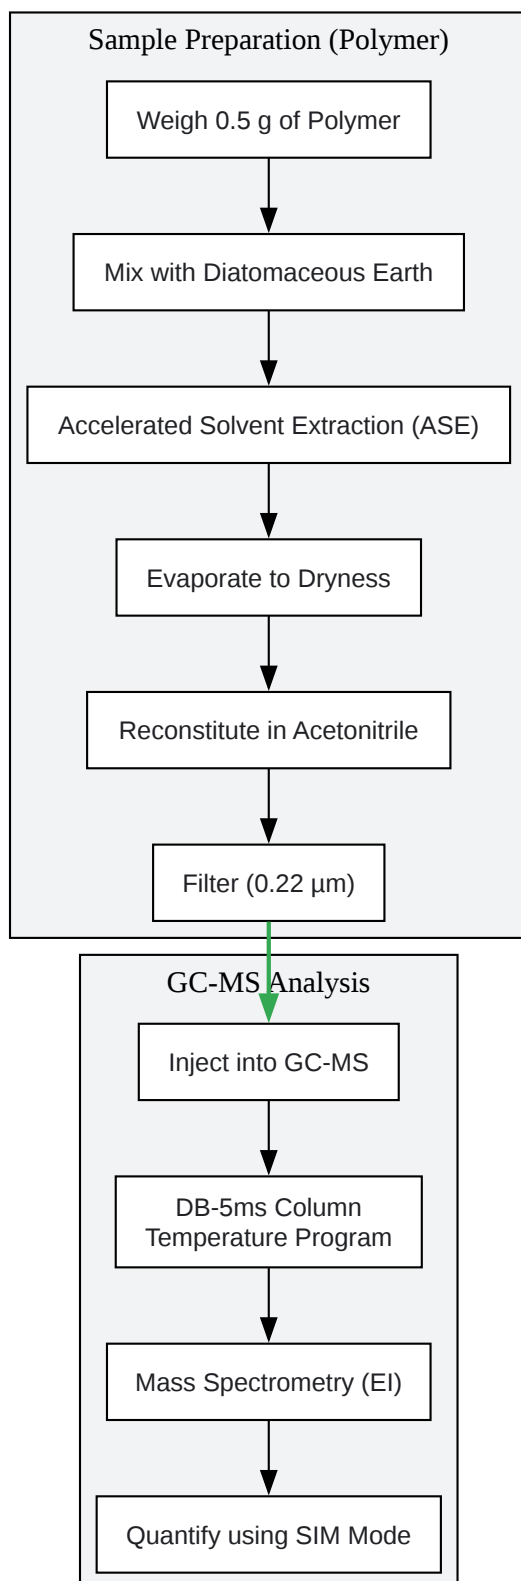 Sample Preparation (Polymer)
Weigh 0.5 g of Polymer
Mix with Diatomaceous Earth
Accelerated Solvent Extraction (ASE)
Evaporate to Dryness
Reconstitute in Acetonitrile
Filter (0.22 µm)
GC-MS Analysis
Inject into GC-MS
DB-5ms Column
Temperature Program
Mass Spectrometry (EI)
Quantify using SIM Mode